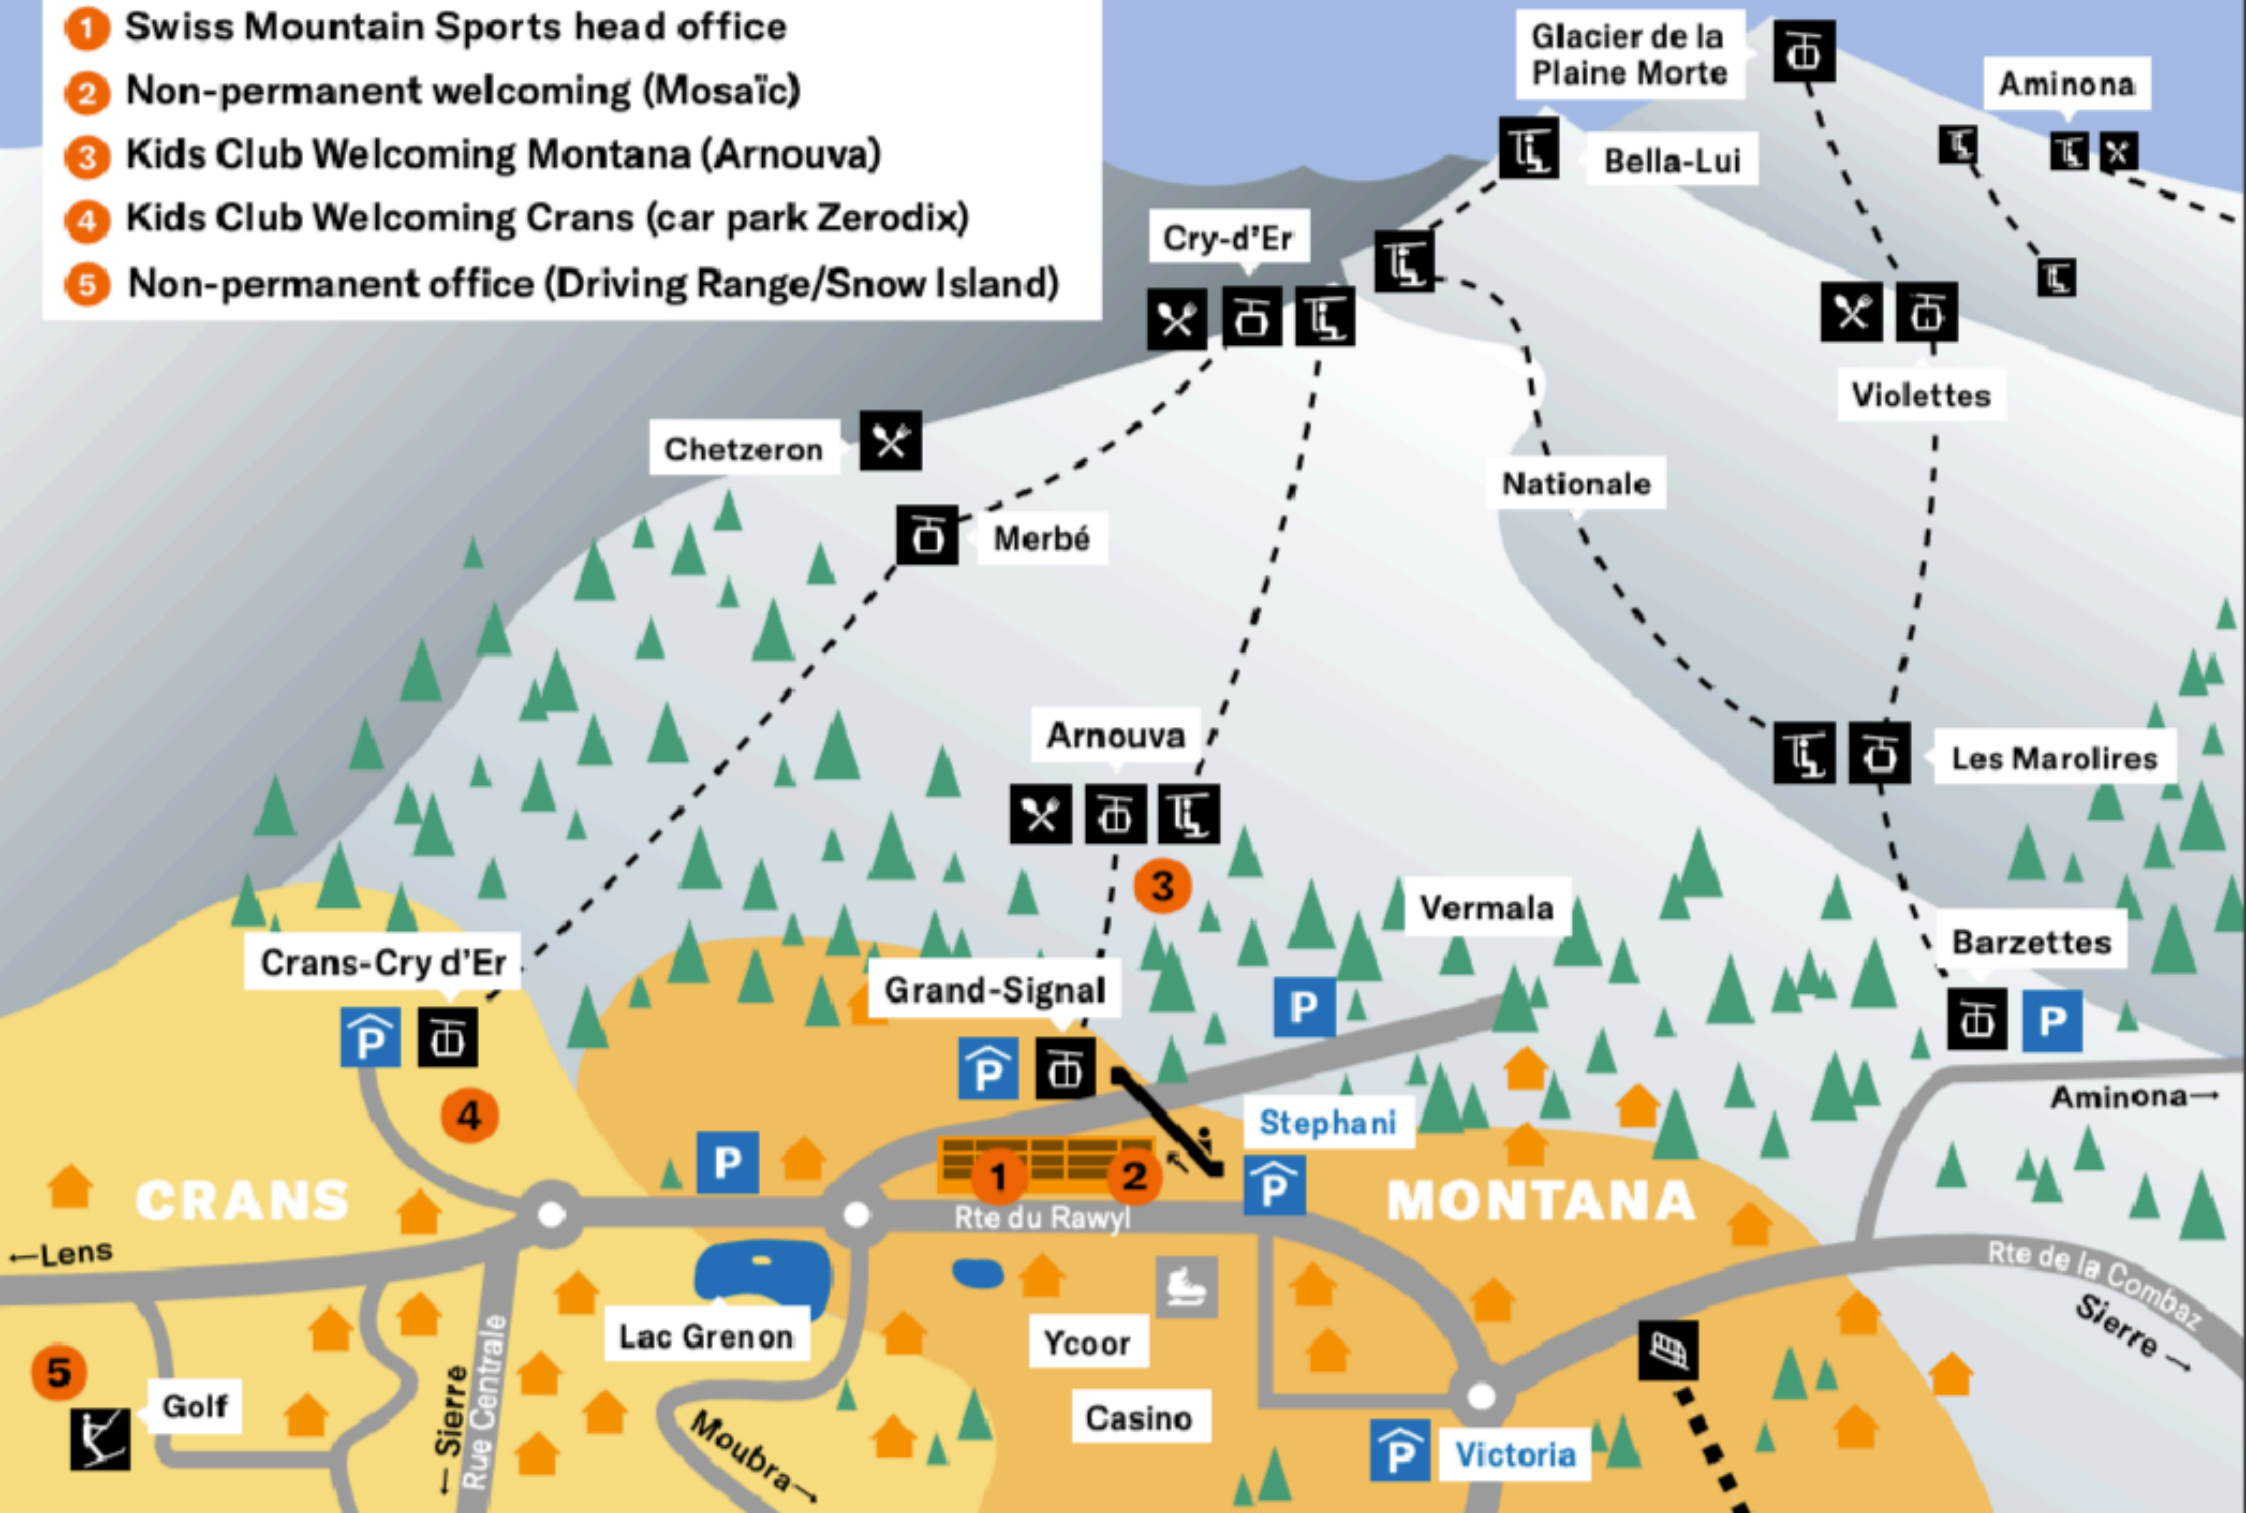 1 Swiss Mountain Sports head office
2 Non-permanent welcoming (Mosaïc)
3 Kids Club Welcoming Montana (Arnouva)
4 Kids Club Welcoming Crans (car park Zerodix)
5 Non-permanent office (Driving Range/Snow Island)
Glacier de la
Plaine Morte
Aminona
Bella-Lui
Cry-d'Er
Violettes
Chetzeron
Nationale
Merbé
Arnouva
Les Marolires
3
Vermala
Barzettes
Crans-Cry d'Er
Grand-Signal
P
P
P
P
Aminona→
4
Stephani
P
1
2
P
CRANS
MONTANA
Rte du Rawyl
←Lens
Rte de la Combaz
Sierre →
Lac Grenon
Ycoor
5
Golf
← Sierre
Rue Centrale
Moubra→
Casino
P
Victoria